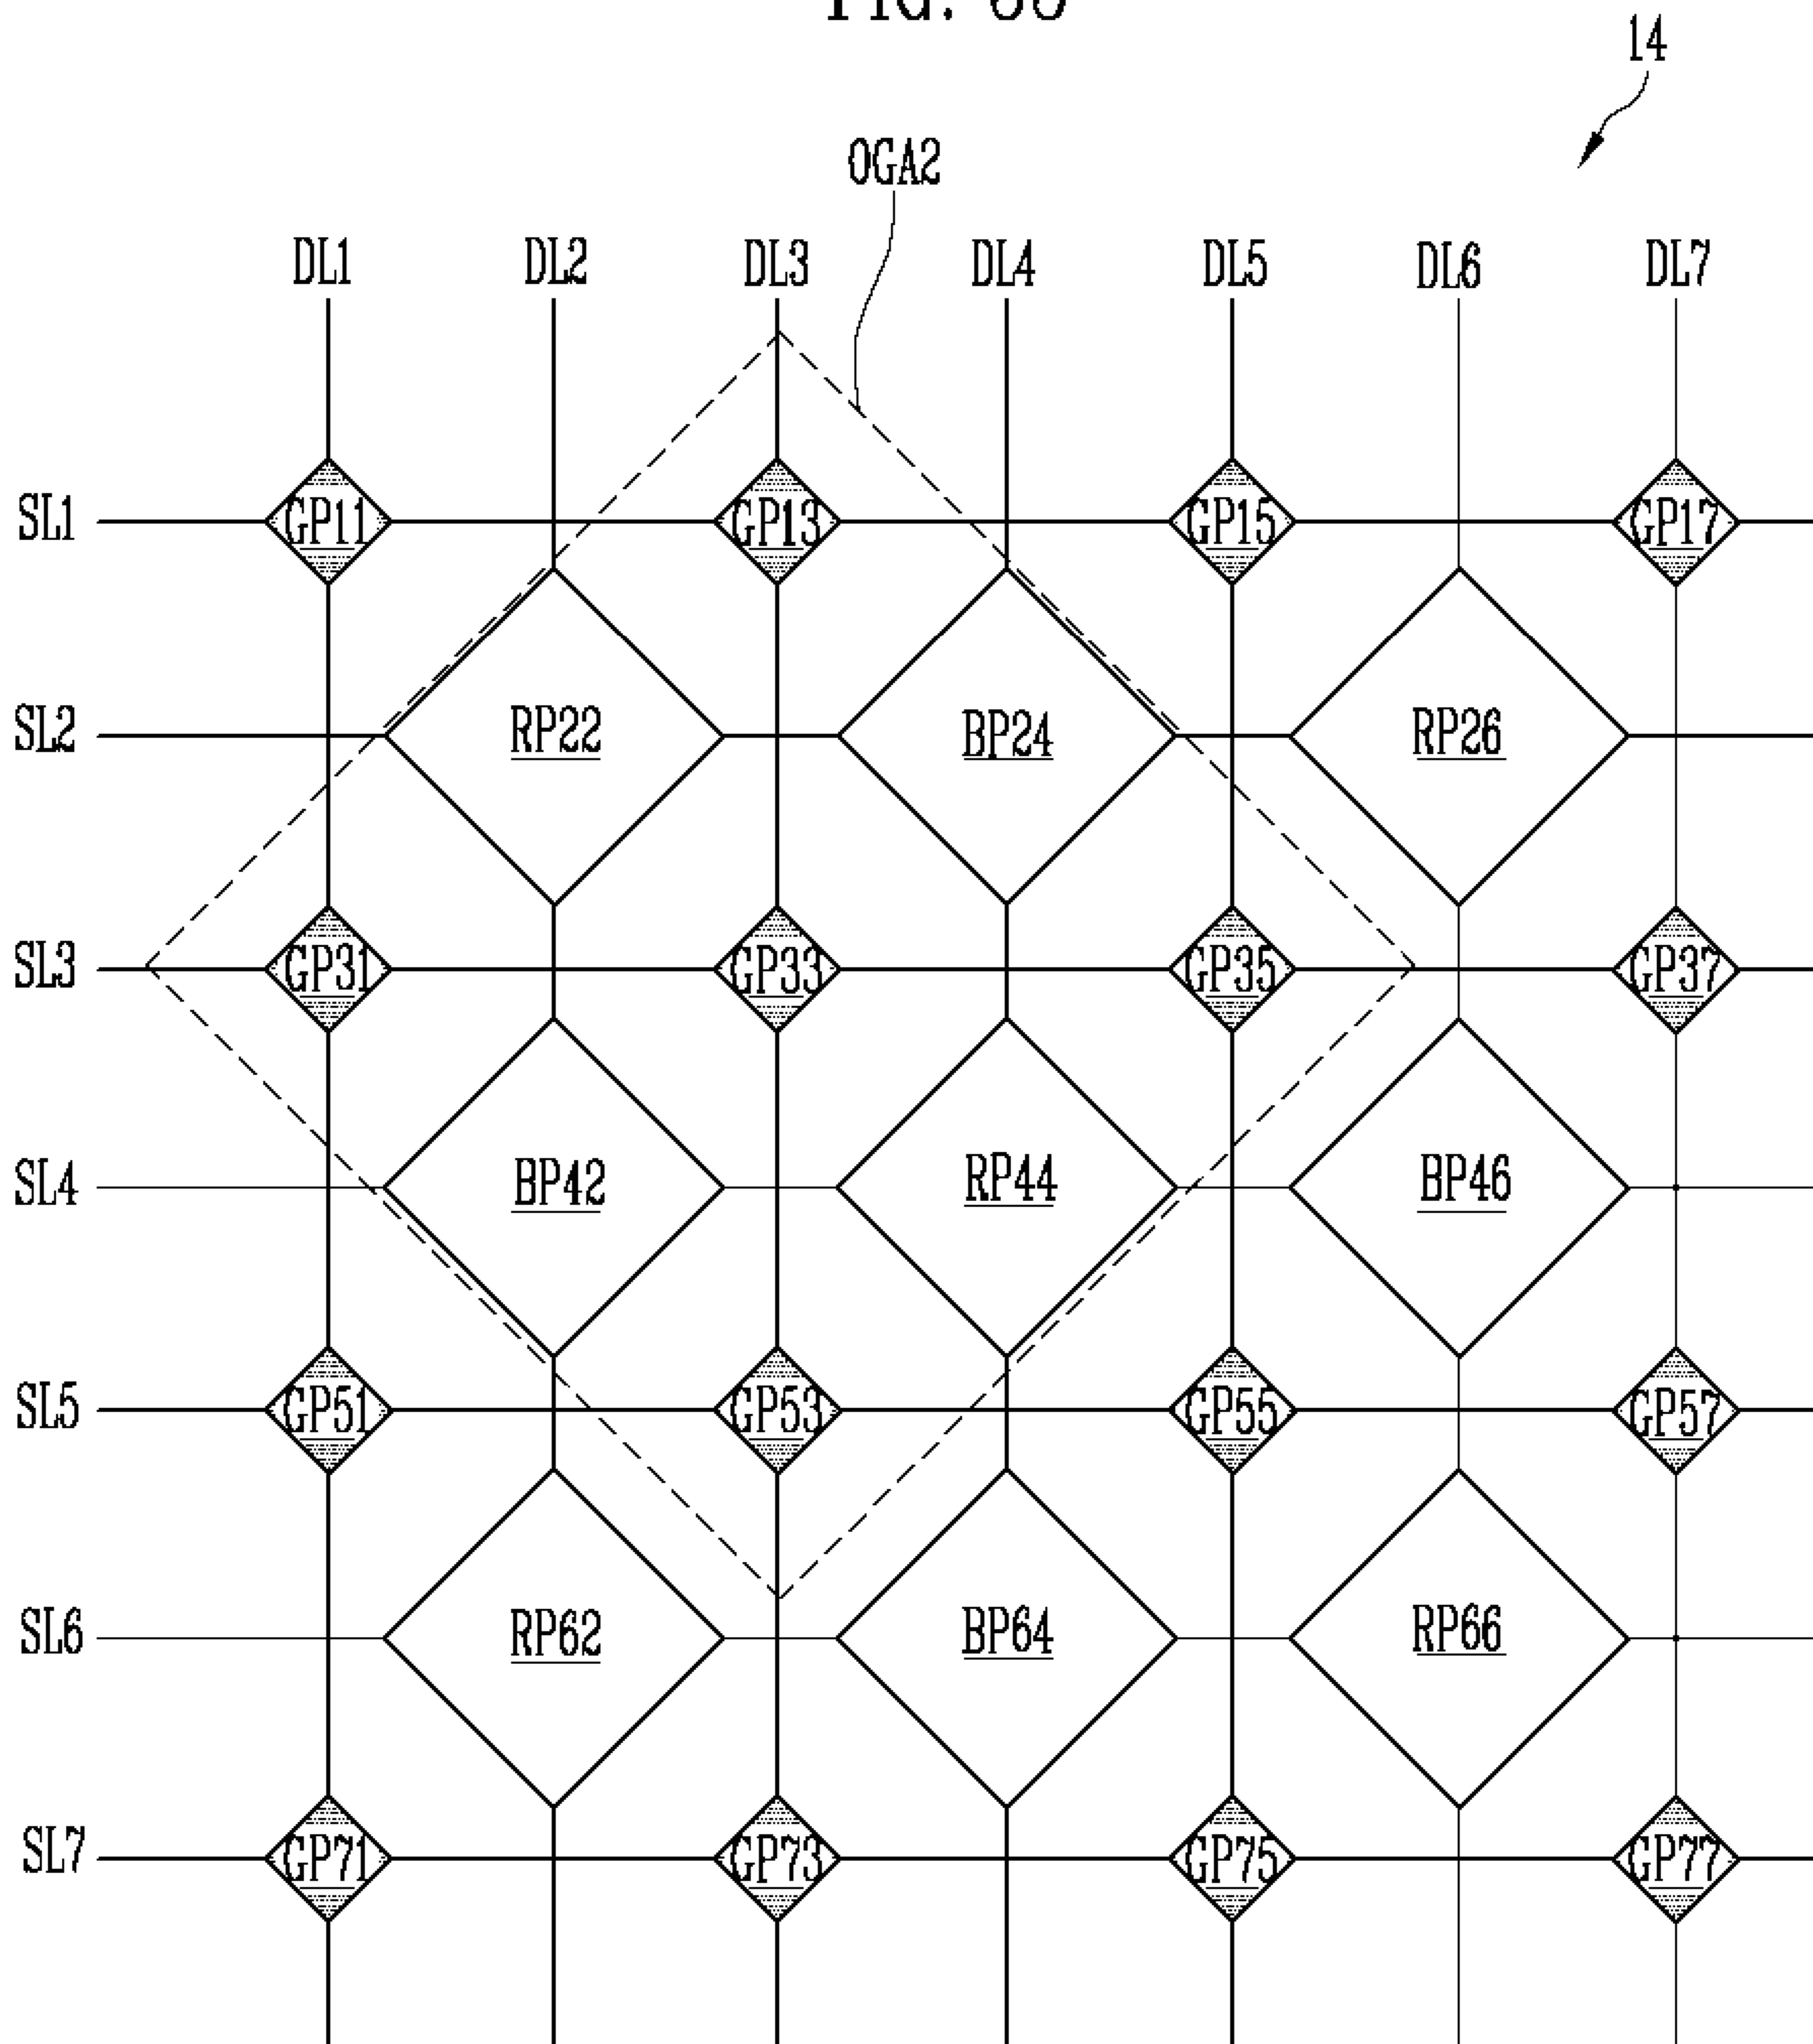 14
OGA2
DL1 DL2 DL3 DL4 DL5 DL6 DL7
SL1 GP11 GP13 GP15 GP17
SL2 RP22 BP24 RP26
SL3 GP31 GP33 GP35 GP37
SL4 BP42 RP44 BP46
SL5 GP51 GP53 GP55 GP57
SL6 RP62 BP64 RP66
SL7 GP71 GP73 GP75 GP77